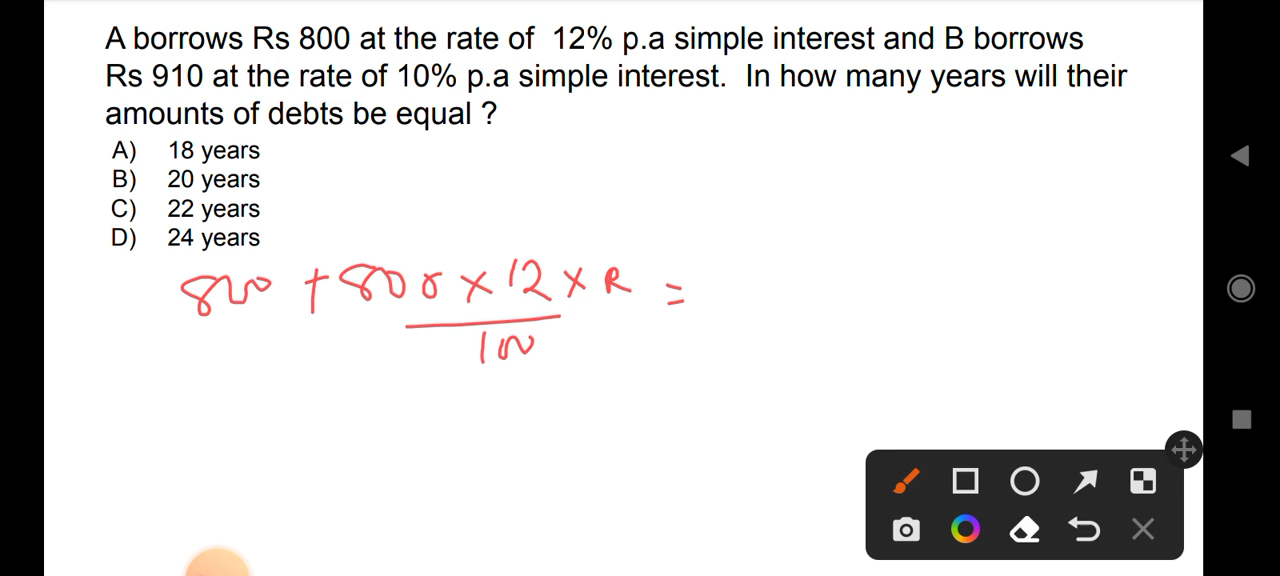 A borrows Rs 800 at the rate of 12% p.a simple interest and B borrows
Rs 910 at the rate of 10% p.a simple interest. In how many years will their
amounts of debts be equal ?
A) 18 years
B) 20 years
C) 22 years
D) 24 years
800 + 800 x 12 x R =
100